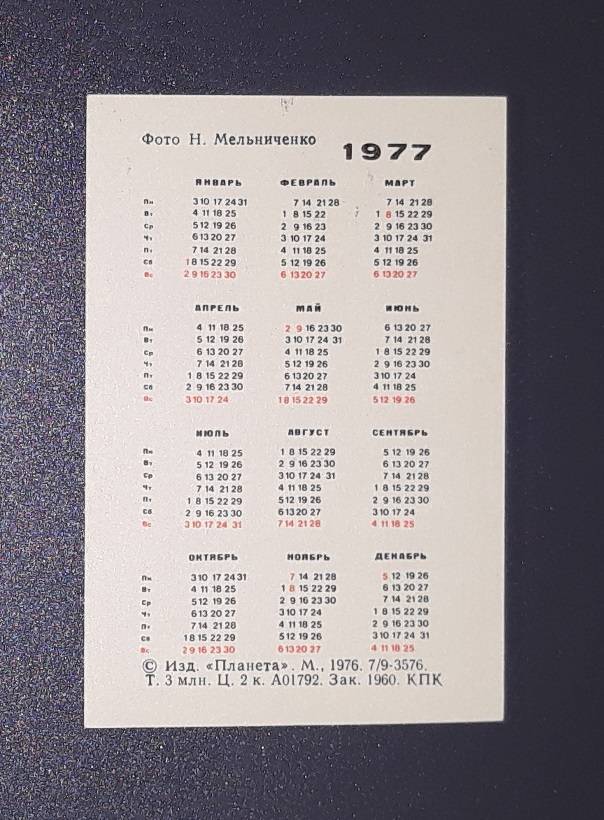 Фото Н. Мельниченко 1977
ЯНВАРЬ ФЕВРАЛЬ МАРТ
Пн 3 10 17 24 31 7 14 21 28 7 14 21 28
Вт 4 11 18 25 1 8 15 22 1 8 15 22 29
Ср 5 12 19 26 2 9 16 23 2 9 16 23 30
Чт 6 13 20 27 3 10 17 24 3 10 17 24 31
Пт 7 14 21 28 4 11 18 25 4 11 18 25
Сб 1 8 15 22 29 5 12 19 26 5 12 19 26
Вс 2 9 16 23 30 6 13 20 27 6 13 20 27
АПРЕЛЬ МАЙ ИЮНЬ
Пн 4 11 18 25 2 9 16 23 30 6 13 20 27
Вт 5 12 19 26 3 10 17 24 31 7 14 21 28
Ср 6 13 20 27 4 11 18 25 1 8 15 22 29
Чт 7 14 21 28 5 12 19 26 2 9 16 23 30
Пт 1 8 15 22 29 6 13 20 27 3 10 17 24
Сб 2 9 16 23 30 7 14 21 28 4 11 18 25
Вс 3 10 17 24 1 8 15 22 29 5 12 19 26
ИЮЛЬ АВГУСТ СЕНТЯБРЬ
Пн 4 11 18 25 1 8 15 22 29 5 12 19 26
Вт 5 12 19 26 2 9 16 23 30 6 13 20 27
Ср 6 13 20 27 3 10 17 24 31 7 14 21 28
Чт 7 14 21 28 4 11 18 25 1 8 15 22 29
Пт 1 8 15 22 29 5 12 19 26 2 9 16 23 30
Сб 2 9 16 23 30 6 13 20 27 3 10 17 24
Вс 3 10 17 24 31 7 14 21 28 4 11 18 25
ОКТЯБРЬ НОЯБРЬ ДЕКАБРЬ
Пн 3 10 17 24 31 7 14 21 28 5 12 19 26
Вт 4 11 18 25 1 8 15 22 29 6 13 20 27
Ср 5 12 19 26 2 9 16 23 30 7 14 21 28
Чт 6 13 20 27 3 10 17 24 1 8 15 22 29
Пт 7 14 21 28 4 11 18 25 2 9 16 23 30
Сб 1 8 15 22 29 5 12 19 26 3 10 17 24 31
Вс 2 9 16 23 30 6 13 20 27 4 11 18 25
© Изд. «Планета». М., 1976. 7/9-3576.
Т. 3 млн. Ц. 2 к. А01792. Зак. 1960. КПК